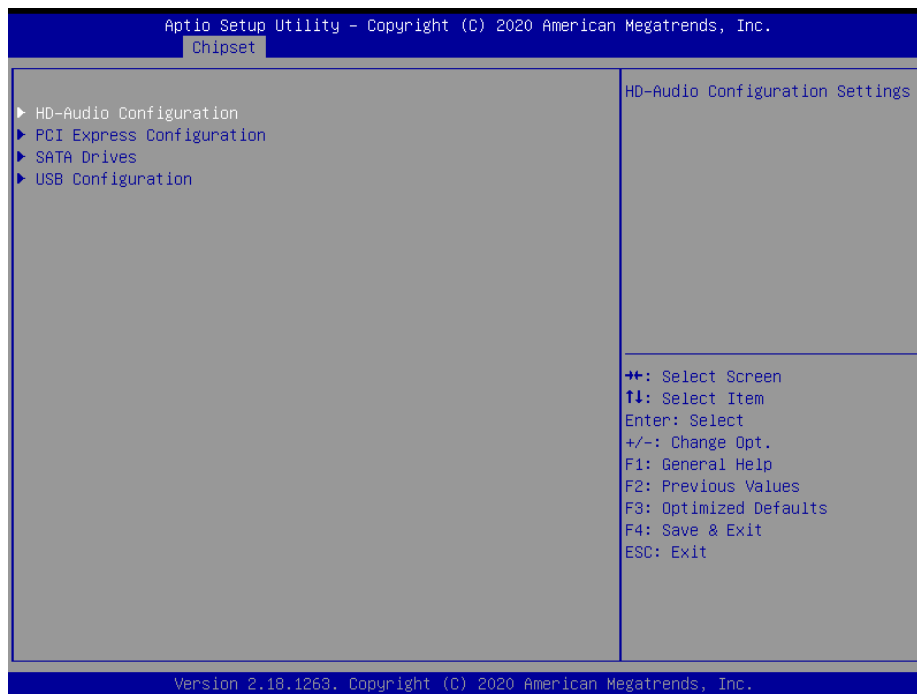 Aptio Setup Utility – Copyright (C) 2020 American Megatrends, Inc.
Chipset
▶ HD-Audio Configuration
▶ PCI Express Configuration
▶ SATA Drives
▶ USB Configuration
HD-Audio Configuration Settings
→←: Select Screen
↑↓: Select Item
Enter: Select
+/-: Change Opt.
F1: General Help
F2: Previous Values
F3: Optimized Defaults
F4: Save & Exit
ESC: Exit
Version 2.18.1263. Copyright (C) 2020 American Megatrends, Inc.